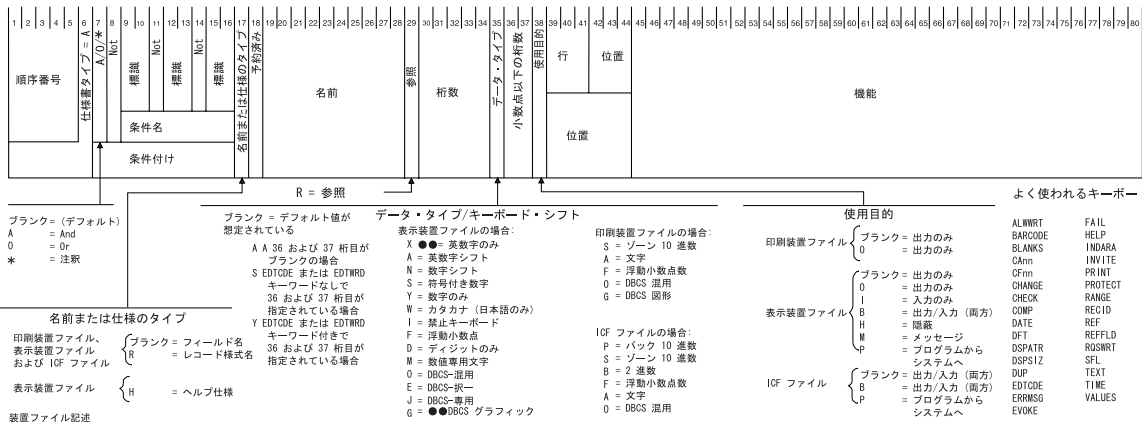 1 2 3 4 5 6 7 8 9 10 11 12 13 14 15 16 17 18 19 20 21 22 23 24 25 26 27 28 29 30 31 32 33 34 35 36 37 38 39 40 41 42 43 44 45 46 47 48 49 50 51 52 53 54 55 56 57 58 59 60 61 62 63 64 65 66 67 68 69 70 71 72 73 74 75 76 77 78 79 80
順序番号
仕様書タイプ = A
A/O/*
Not
標識
Not
標識
Not
標識
条件名
条件付け
名前または仕様のタイプ
予約済み
名前
参照
桁数
データ・タイプ
小数点以下の桁数
使用目的
行
位置
位置
機能
ブランク = (デフォルト)
A = And
O = Or
* = 注釈
名前または仕様のタイプ
印刷装置ファイル、
表示装置ファイル
および ICF ファイル
ブランク = フィールド名
R = レコード様式名
表示装置ファイル
H = ヘルプ仕様
装置ファイル記述
R = 参照
データ・タイプ/キーボード・シフト
ブランク = デフォルト値が
想定されている
A A 36 および 37 桁目が
ブランクの場合
S EDTCDE または EDTWRD
キーワードなしで
36 および 37 桁目が
指定されている場合
Y EDTCDE または EDTWRD
キーワード付きで
36 および 37 桁目が
指定されている場合
表示装置ファイルの場合:
X ●●= 英数字のみ
A = 英数字シフト
N = 数字シフト
S = 符号付き数字
Y = 数字のみ
W = カタカナ (日本語のみ)
I = 禁止キーボード
F = 浮動小数点
D = ディジットのみ
M = 数値専用文字
O = DBCS-混用
E = DBCS-択一
J = DBCS-専用
G = ●●DBCS グラフィック
印刷装置ファイルの場合:
S = ゾーン 10 進数
A = 文字
F = 浮動小数点数
O = DBCS 混用
G = DBCS 図形
ICF ファイルの場合:
P = パック 10 進数
S = ゾーン 10 進数
B = 2 進数
F = 浮動小数点数
A = 文字
O = DBCS 混用
使用目的
印刷装置ファイル
ブランク = 出力のみ
O = 出力のみ
表示装置ファイル
ブランク = 出力のみ
O = 出力のみ
I = 入力のみ
B = 出力/入力 (両方)
H = 隠蔽
M = メッセージ
P = プログラムから
システムへ
ICF ファイル
ブランク = 出力/入力 (両方)
B = 出力/入力 (両方)
P = プログラムから
システムへ
よく使われるキーボー
ALWWRT FAIL
BARCODE HELP
BLANKS INDARA
CAnn INVITE
CFnn PRINT
CHANGE PROTECT
CHECK RANGE
COMP RECID
DATE REF
DFT REFFLD
DSPATR RQSWRT
DSPSIZ SFL
DUP TEXT
EDTCDE TIME
ERRMSG VALUES
EVOKE